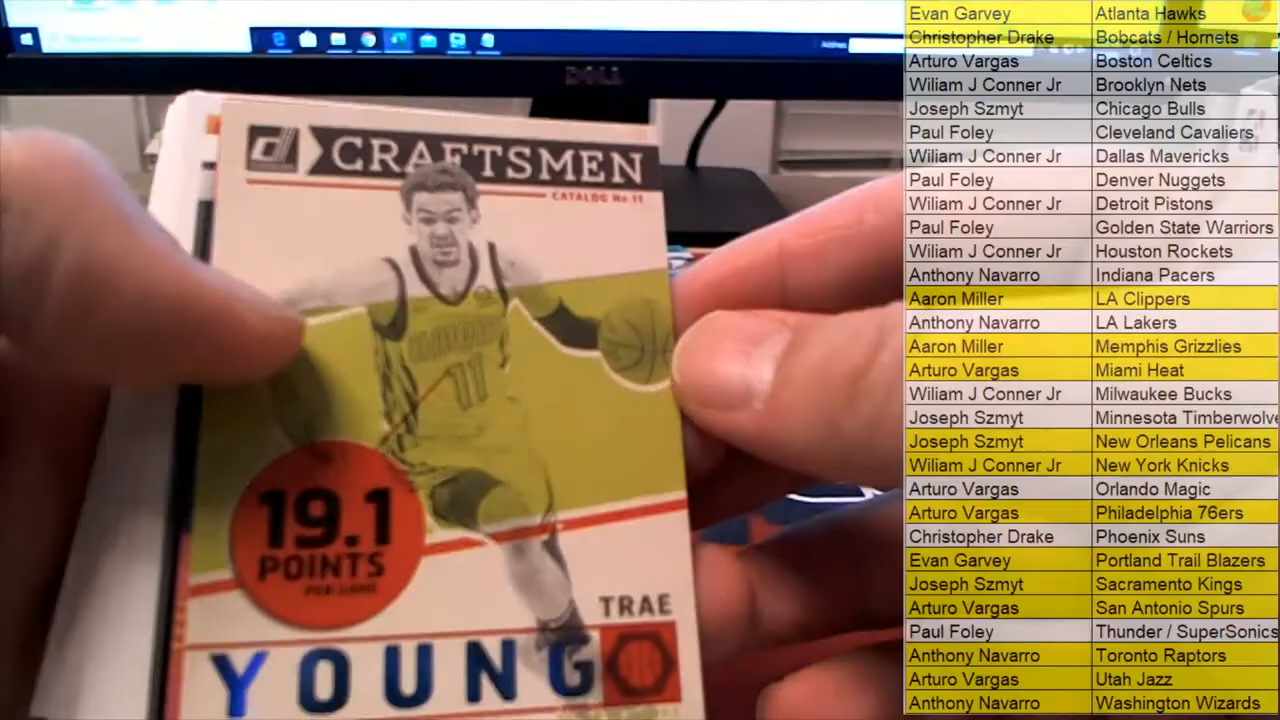 DELL
CRAFTSMEN
CATALOG No.11
11
19.1
POINTS
PER GAME
TRAE
YOUNG
Evan Garvey Atlanta Hawks
Christopher Drake Bobcats / Hornets
Arturo Vargas Boston Celtics
Wiliam J Conner Jr Brooklyn Nets
Joseph Szmyt Chicago Bulls
Paul Foley Cleveland Cavaliers
Wiliam J Conner Jr Dallas Mavericks
Paul Foley Denver Nuggets
Wiliam J Conner Jr Detroit Pistons
Paul Foley Golden State Warriors
Wiliam J Conner Jr Houston Rockets
Anthony Navarro Indiana Pacers
Aaron Miller LA Clippers
Anthony Navarro LA Lakers
Aaron Miller Memphis Grizzlies
Arturo Vargas Miami Heat
Wiliam J Conner Jr Milwaukee Bucks
Joseph Szmyt Minnesota Timberwolve
Joseph Szmyt New Orleans Pelicans
Wiliam J Conner Jr New York Knicks
Arturo Vargas Orlando Magic
Arturo Vargas Philadelphia 76ers
Christopher Drake Phoenix Suns
Evan Garvey Portland Trail Blazers
Joseph Szmyt Sacramento Kings
Arturo Vargas San Antonio Spurs
Paul Foley Thunder / SuperSonics
Anthony Navarro Toronto Raptors
Arturo Vargas Utah Jazz
Anthony Navarro Washington Wizards